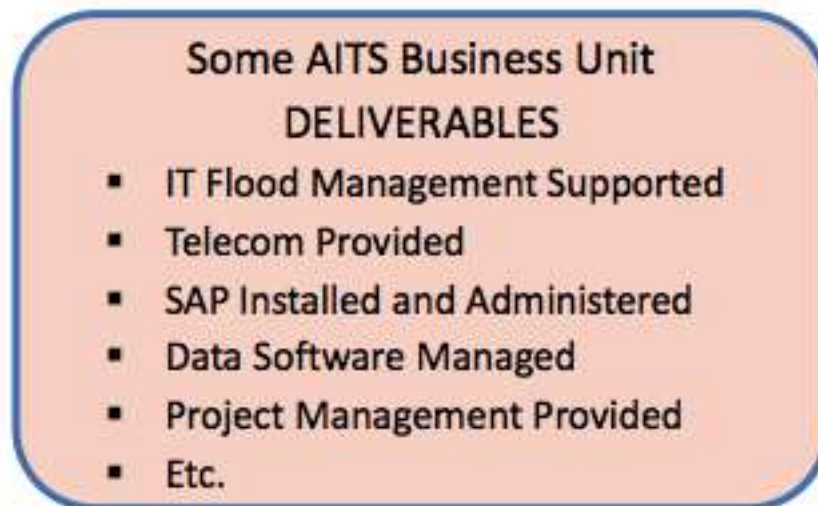 Some AITS Business Unit
DELIVERABLES
▪ IT Flood Management Supported
▪ Telecom Provided
▪ SAP Installed and Administered
▪ Data Software Managed
▪ Project Management Provided
▪ Etc.